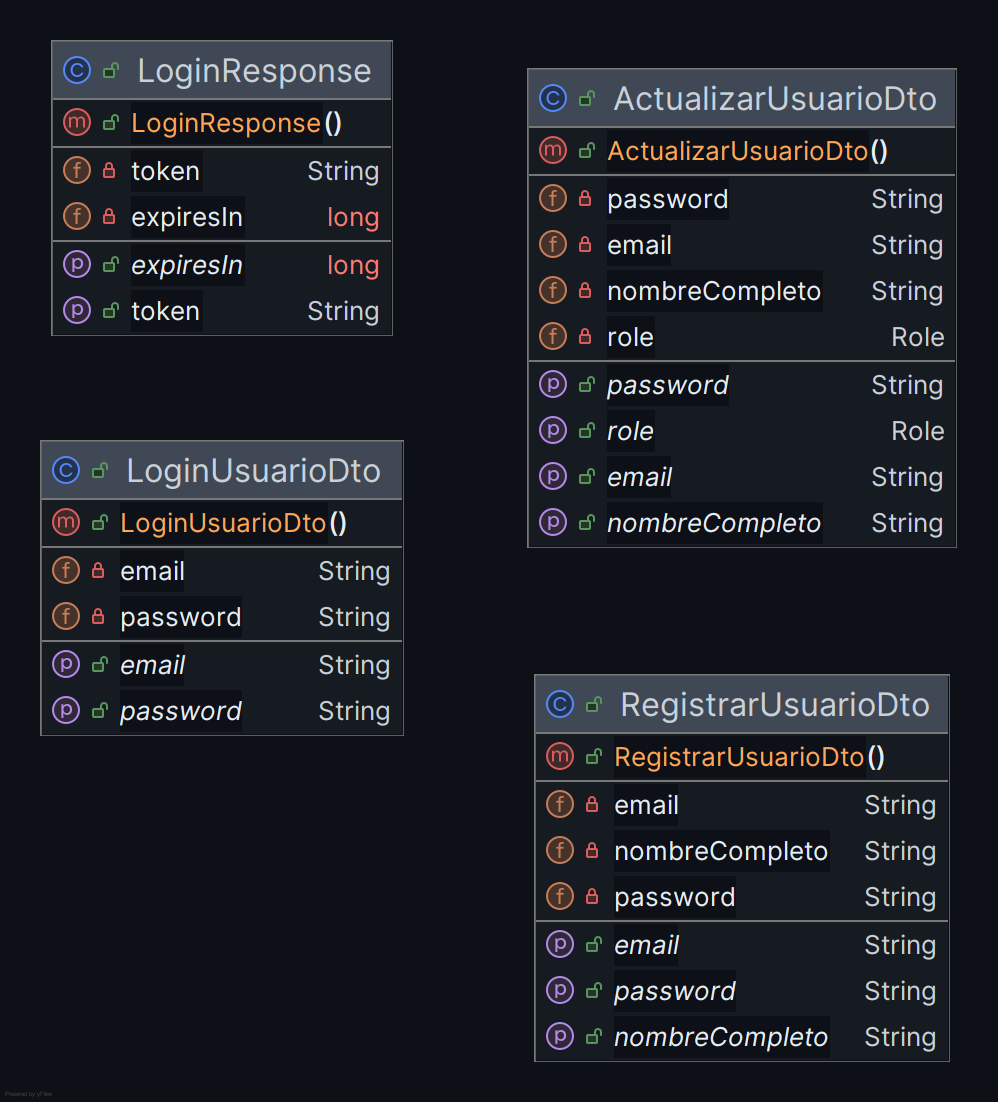 LoginResponse
LoginResponse()
token String
expiresIn long
expiresIn long
token String
ActualizarUsuarioDto
ActualizarUsuarioDto()
password String
email String
nombreCompleto String
role Role
password String
role Role
email String
nombreCompleto String
LoginUsuarioDto
LoginUsuarioDto()
email String
password String
email String
password String
RegistrarUsuarioDto
RegistrarUsuarioDto()
email String
nombreCompleto String
password String
email String
password String
nombreCompleto String
Powered by yFiles